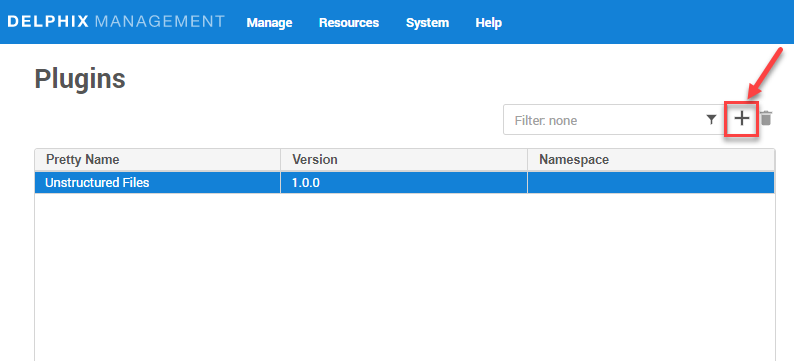 DELPHIX MANAGEMENT Manage Resources System Help
Plugins
Filter: none
Pretty Name Version Namespace
Unstructured Files 1.0.0